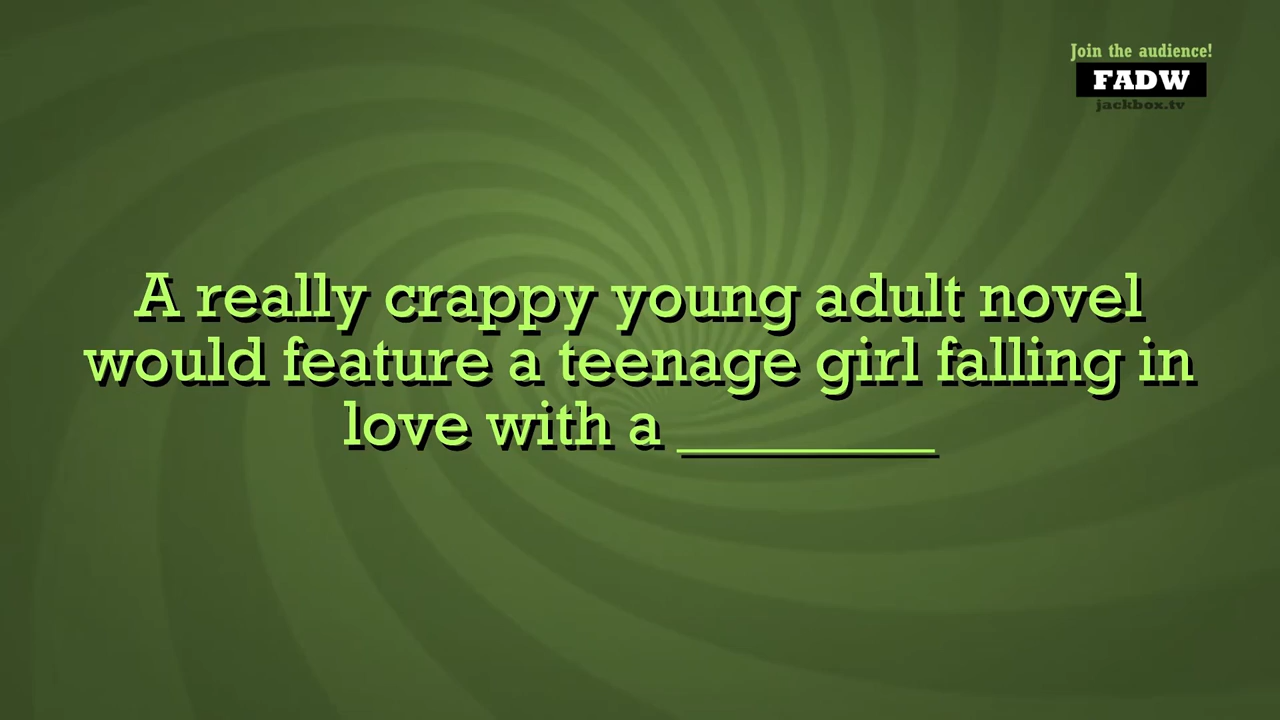 Join the audience!
FADW
jackbox.tv
A really crappy young adult novel
would feature a teenage girl falling in
love with a ________